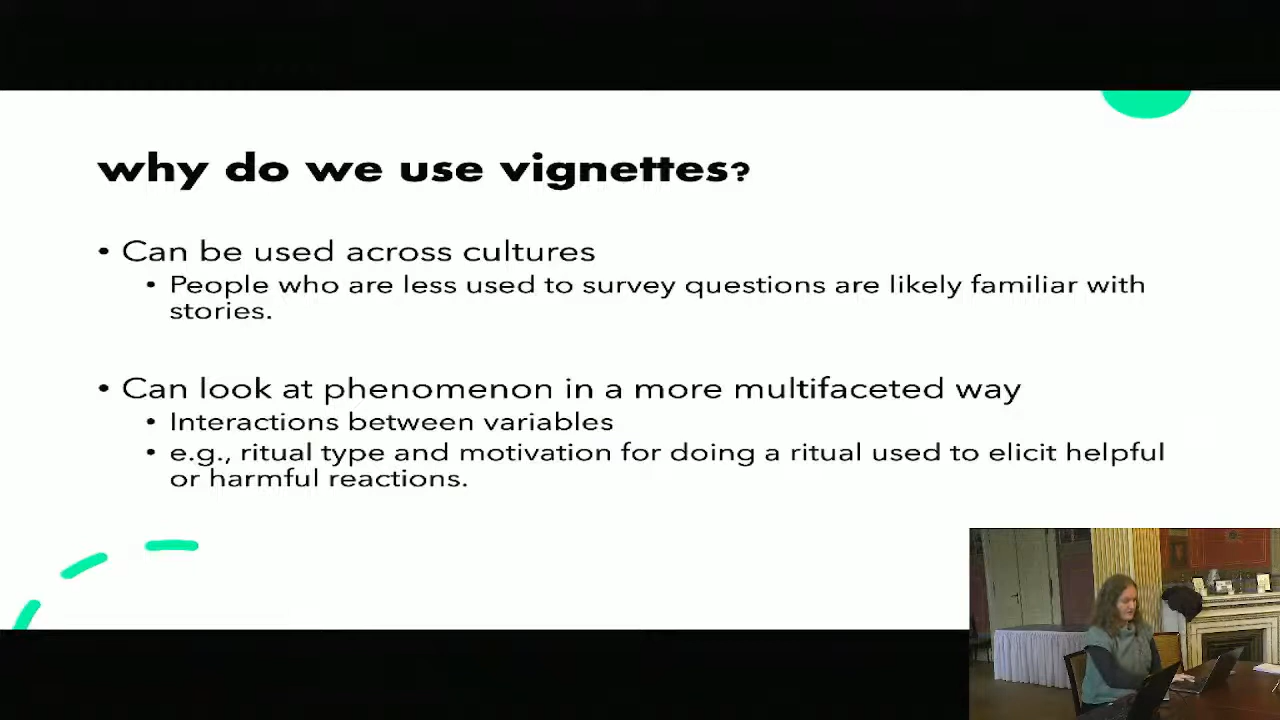 why do we use vignettes?
• Can be used across cultures
• People who are less used to survey questions are likely familiar with
stories.
• Can look at phenomenon in a more multifaceted way
• Interactions between variables
• e.g., ritual type and motivation for doing a ritual used to elicit helpful
or harmful reactions.